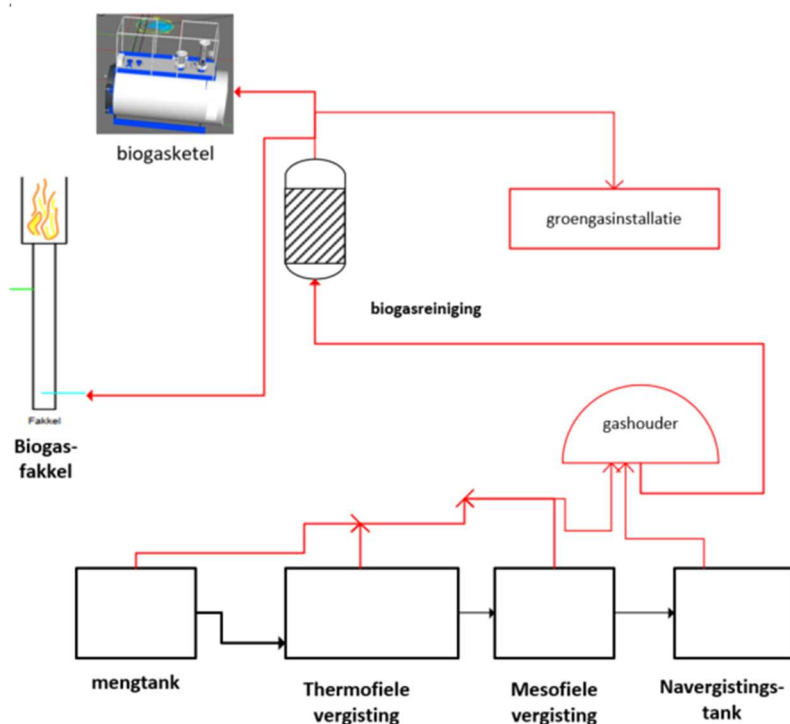 biogasketel
groengasinstallatie
biogasreiniging
gashouder
Fakkel
Biogas-
fakkel
mengtank
Thermofiele
vergisting
Mesofiele
vergisting
Navergistings-
tank